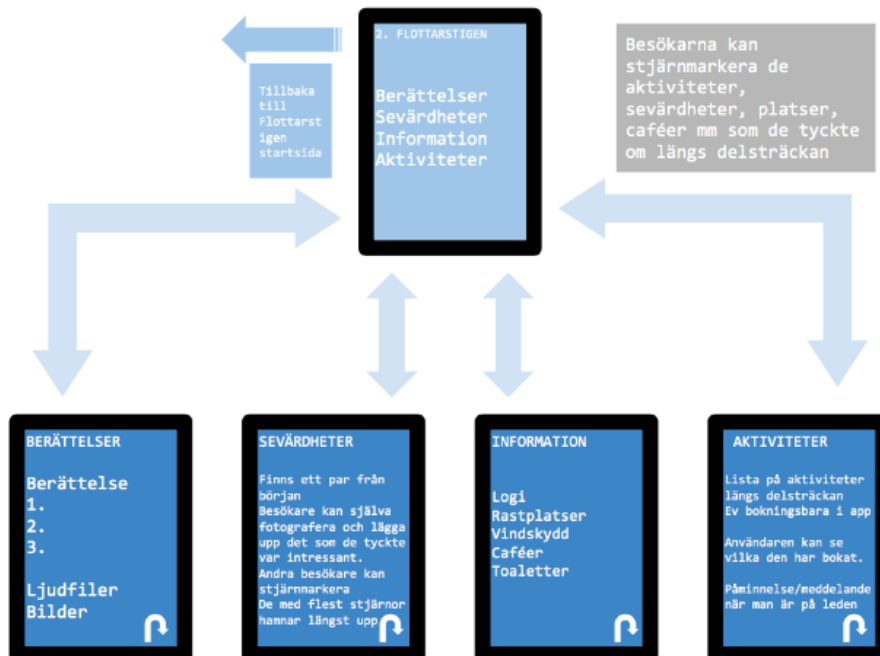 2. FLOTTARSTIGEN
Berättelser
Sevärdheter
Information
Aktiviteter
Tillbaka
till
Flottarst
igen
startsida
Besökarna kan
stjärnmarkera de
aktiviteter,
sevärdheter, platser,
caféer mm som de tyckte
om längs delsträckan
BERÄTTELSER
Berättelse
1.
2.
3.
Ljudfiler
Bilder
SEVÄRDHETER
Finns ett par från
början
Besökare kan själva
fotografera och lägga
upp det som de tyckte
var intressant.
Andra besökare kan
stjärnmarkera
De med flest stjärnor
hamnar längst upp
INFORMATION
Logi
Rastplatser
Vindskydd
Caféer
Toaletter
AKTIVITETER
Lista på aktiviteter
längs delsträckan
Ev bokningsbara i app
Användaren kan se
vilka den har bokat.
Påminnelse/meddelande
när man är på leden